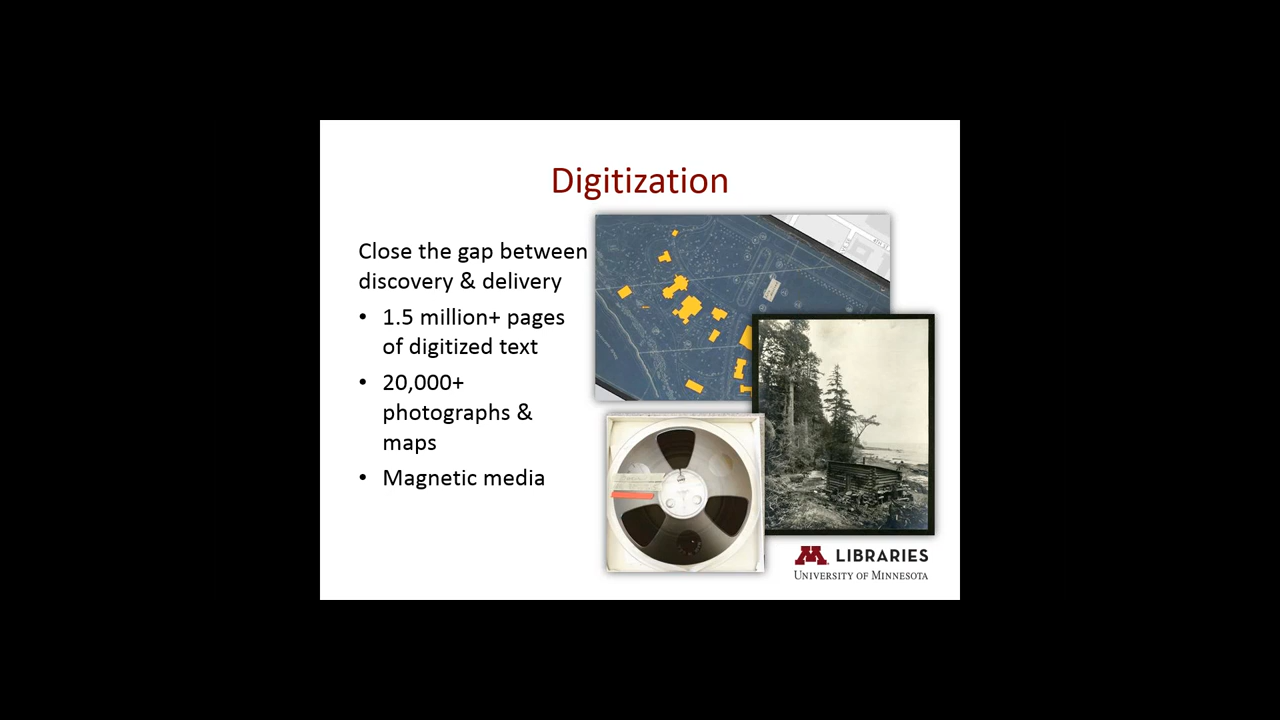 Digitization
Close the gap between
discovery & delivery
• 1.5 million+ pages
of digitized text
• 20,000+
photographs &
maps
• Magnetic media
M LIBRARIES
UNIVERSITY OF MINNESOTA